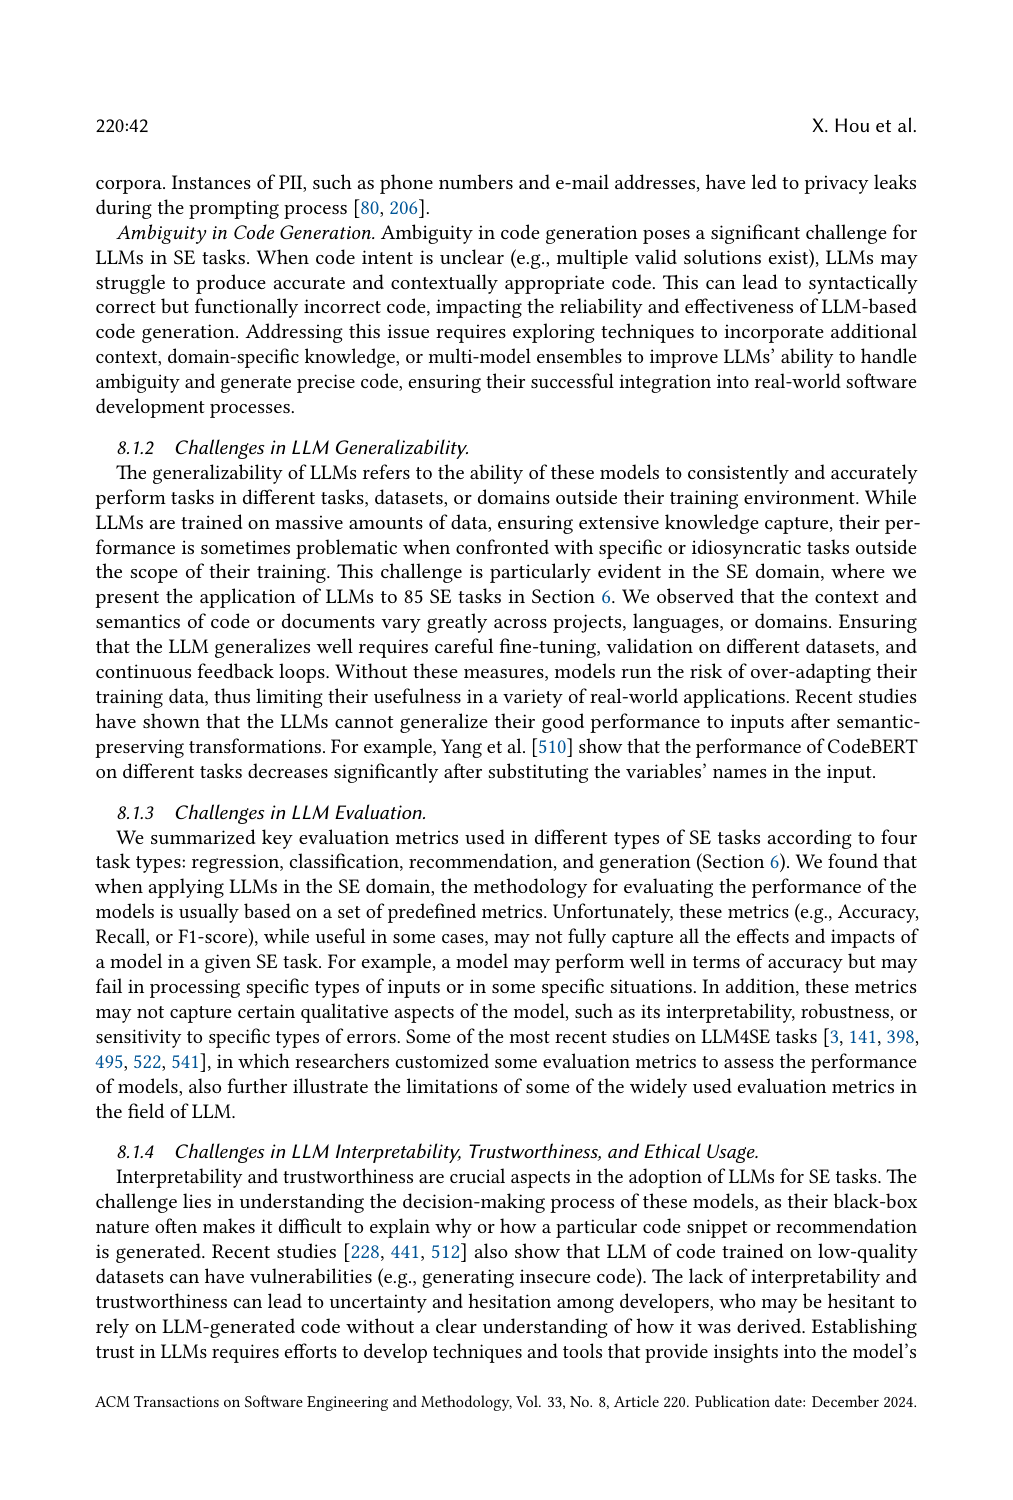 220:42
X. Hou et al.
corpora. Instances of PII, such as phone numbers and e-mail addresses, have led to privacy leaks
during the prompting process [80, 206].
Ambiguity in Code Generation. Ambiguity in code generation poses a significant challenge for
LLMs in SE tasks. When code intent is unclear (e.g., multiple valid solutions exist), LLMs may
struggle to produce accurate and contextually appropriate code. This can lead to syntactically
correct but functionally incorrect code, impacting the reliability and effectiveness of LLM-based
code generation. Addressing this issue requires exploring techniques to incorporate additional
context, domain-specific knowledge, or multi-model ensembles to improve LLMs’ ability to handle
ambiguity and generate precise code, ensuring their successful integration into real-world software
development processes.
8.1.2 Challenges in LLM Generalizability.
The generalizability of LLMs refers to the ability of these models to consistently and accurately
perform tasks in different tasks, datasets, or domains outside their training environment. While
LLMs are trained on massive amounts of data, ensuring extensive knowledge capture, their per-
formance is sometimes problematic when confronted with specific or idiosyncratic tasks outside
the scope of their training. This challenge is particularly evident in the SE domain, where we
present the application of LLMs to 85 SE tasks in Section 6. We observed that the context and
semantics of code or documents vary greatly across projects, languages, or domains. Ensuring
that the LLM generalizes well requires careful fine-tuning, validation on different datasets, and
continuous feedback loops. Without these measures, models run the risk of over-adapting their
training data, thus limiting their usefulness in a variety of real-world applications. Recent studies
have shown that the LLMs cannot generalize their good performance to inputs after semantic-
preserving transformations. For example, Yang et al. [510] show that the performance of CodeBERT
on different tasks decreases significantly after substituting the variables’ names in the input.
8.1.3 Challenges in LLM Evaluation.
We summarized key evaluation metrics used in different types of SE tasks according to four
task types: regression, classification, recommendation, and generation (Section 6). We found that
when applying LLMs in the SE domain, the methodology for evaluating the performance of the
models is usually based on a set of predefined metrics. Unfortunately, these metrics (e.g., Accuracy,
Recall, or F1-score), while useful in some cases, may not fully capture all the effects and impacts of
a model in a given SE task. For example, a model may perform well in terms of accuracy but may
fail in processing specific types of inputs or in some specific situations. In addition, these metrics
may not capture certain qualitative aspects of the model, such as its interpretability, robustness, or
sensitivity to specific types of errors. Some of the most recent studies on LLM4SE tasks [3, 141, 398,
495, 522, 541], in which researchers customized some evaluation metrics to assess the performance
of models, also further illustrate the limitations of some of the widely used evaluation metrics in
the field of LLM.
8.1.4 Challenges in LLM Interpretability, Trustworthiness, and Ethical Usage.
Interpretability and trustworthiness are crucial aspects in the adoption of LLMs for SE tasks. The
challenge lies in understanding the decision-making process of these models, as their black-box
nature often makes it difficult to explain why or how a particular code snippet or recommendation
is generated. Recent studies [228, 441, 512] also show that LLM of code trained on low-quality
datasets can have vulnerabilities (e.g., generating insecure code). The lack of interpretability and
trustworthiness can lead to uncertainty and hesitation among developers, who may be hesitant to
rely on LLM-generated code without a clear understanding of how it was derived. Establishing
trust in LLMs requires efforts to develop techniques and tools that provide insights into the model’s
ACM Transactions on Software Engineering and Methodology, Vol. 33, No. 8, Article 220. Publication date: December 2024.